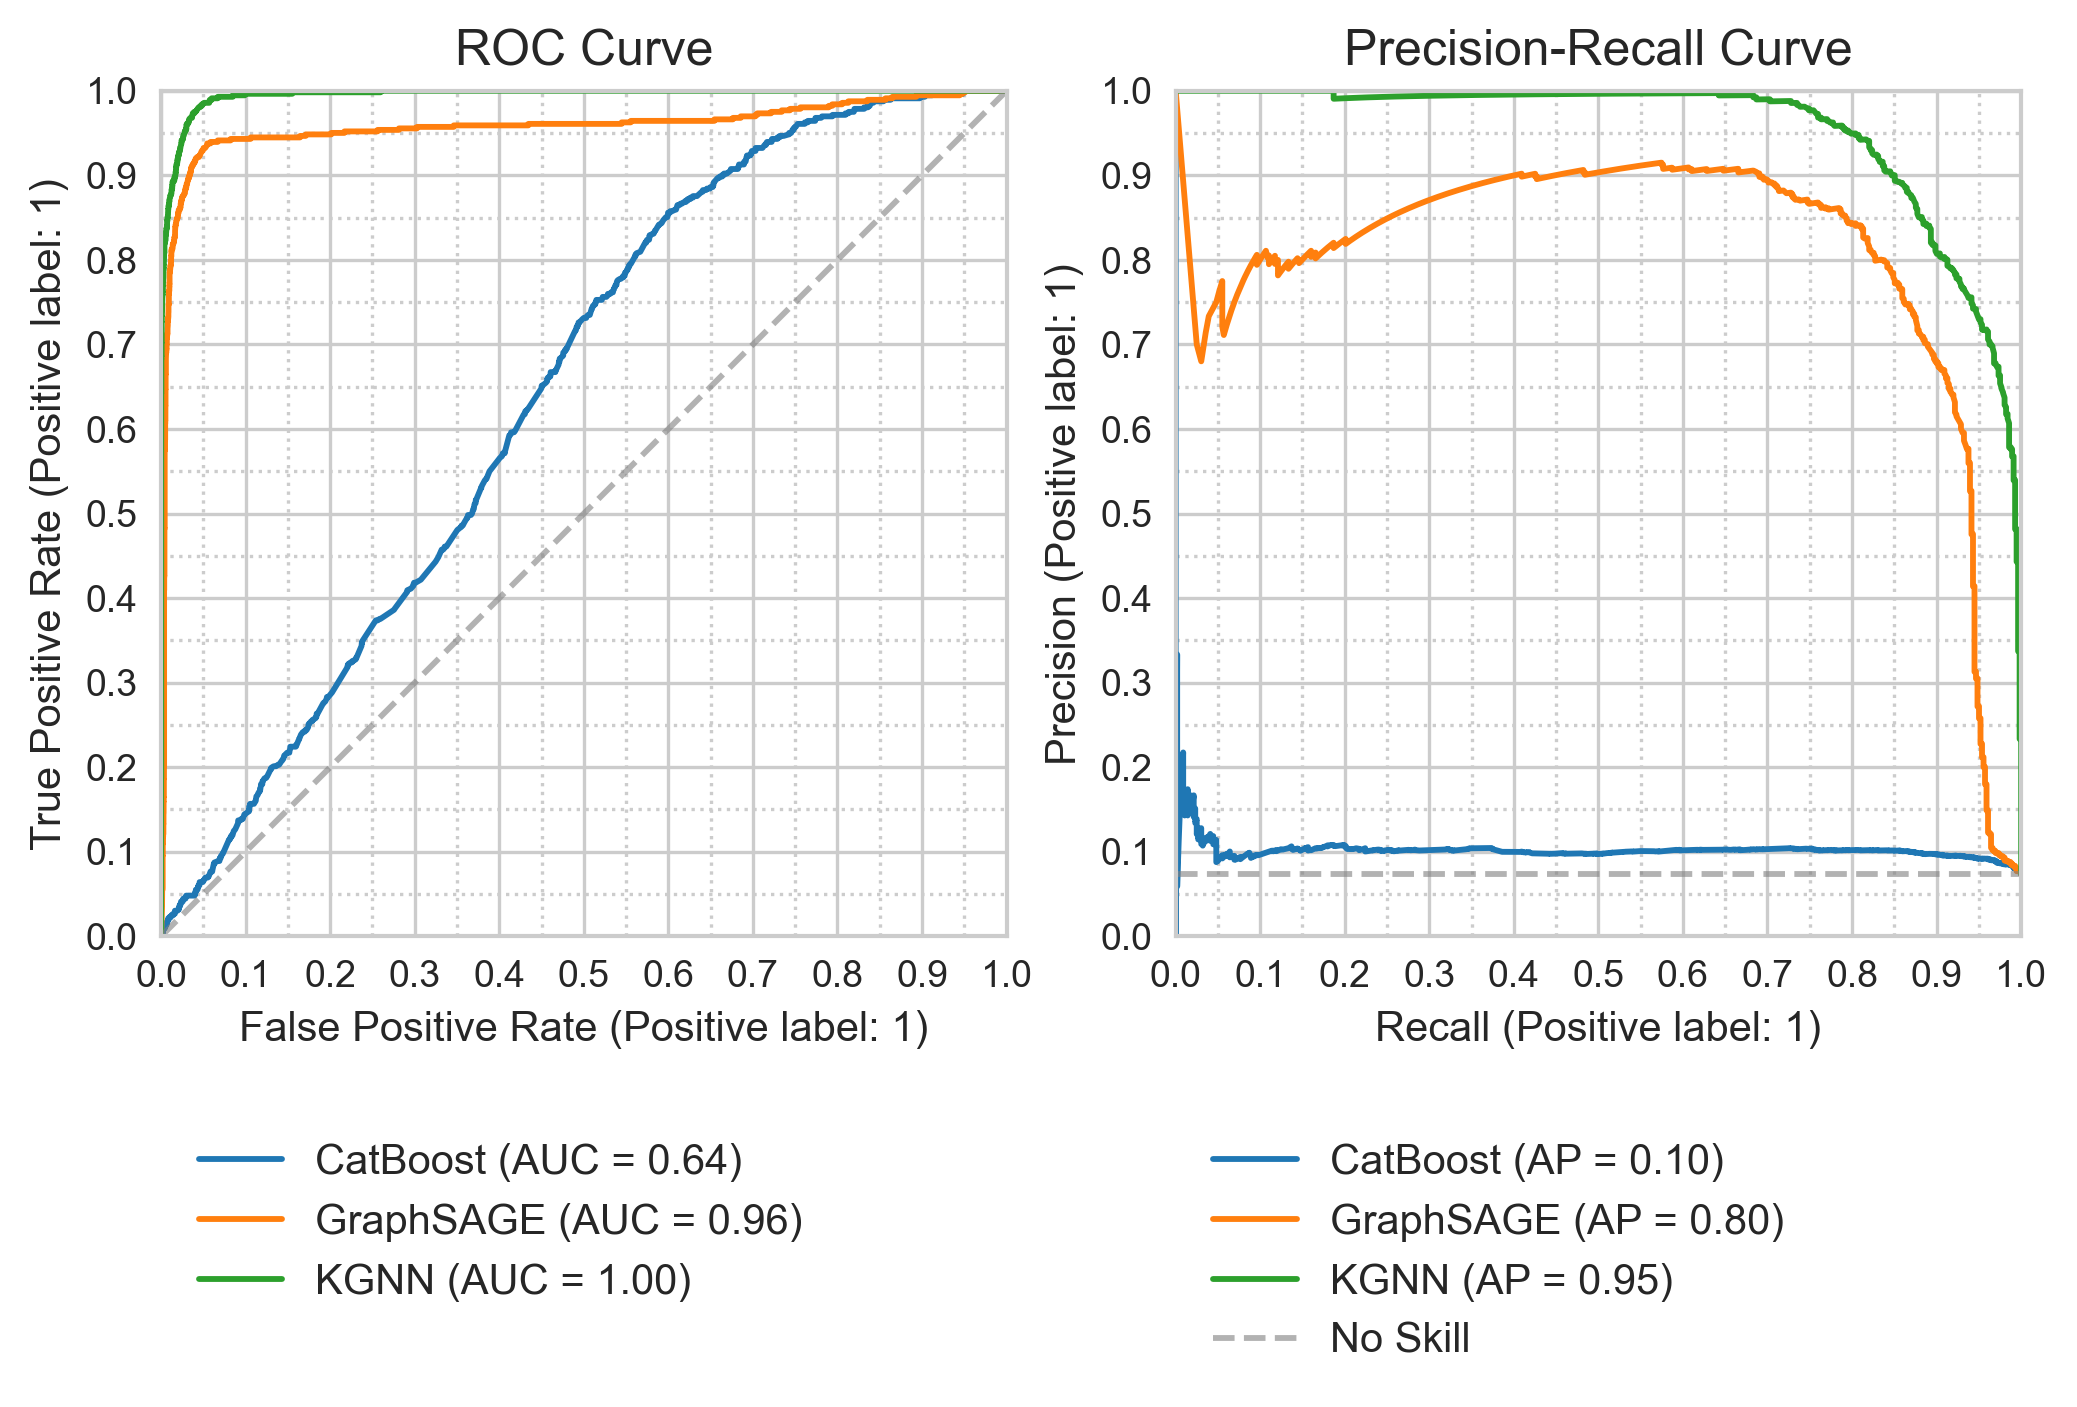 ROC Curve
1.0
0.9
0.8
0.7
0.6
0.5
0.4
0.3
0.2
0.1
0.0
True Positive Rate (Positive label: 1)
0.0 0.1 0.2 0.3 0.4 0.5 0.6 0.7 0.8 0.9 1.0
False Positive Rate (Positive label: 1)
CatBoost (AUC = 0.64)
GraphSAGE (AUC = 0.96)
KGNN (AUC = 1.00)
Precision-Recall Curve
1.0
0.9
0.8
0.7
0.6
0.5
0.4
0.3
0.2
0.1
0.0
Precision (Positive label: 1)
0.0 0.1 0.2 0.3 0.4 0.5 0.6 0.7 0.8 0.9 1.0
Recall (Positive label: 1)
CatBoost (AP = 0.10)
GraphSAGE (AP = 0.80)
KGNN (AP = 0.95)
No Skill